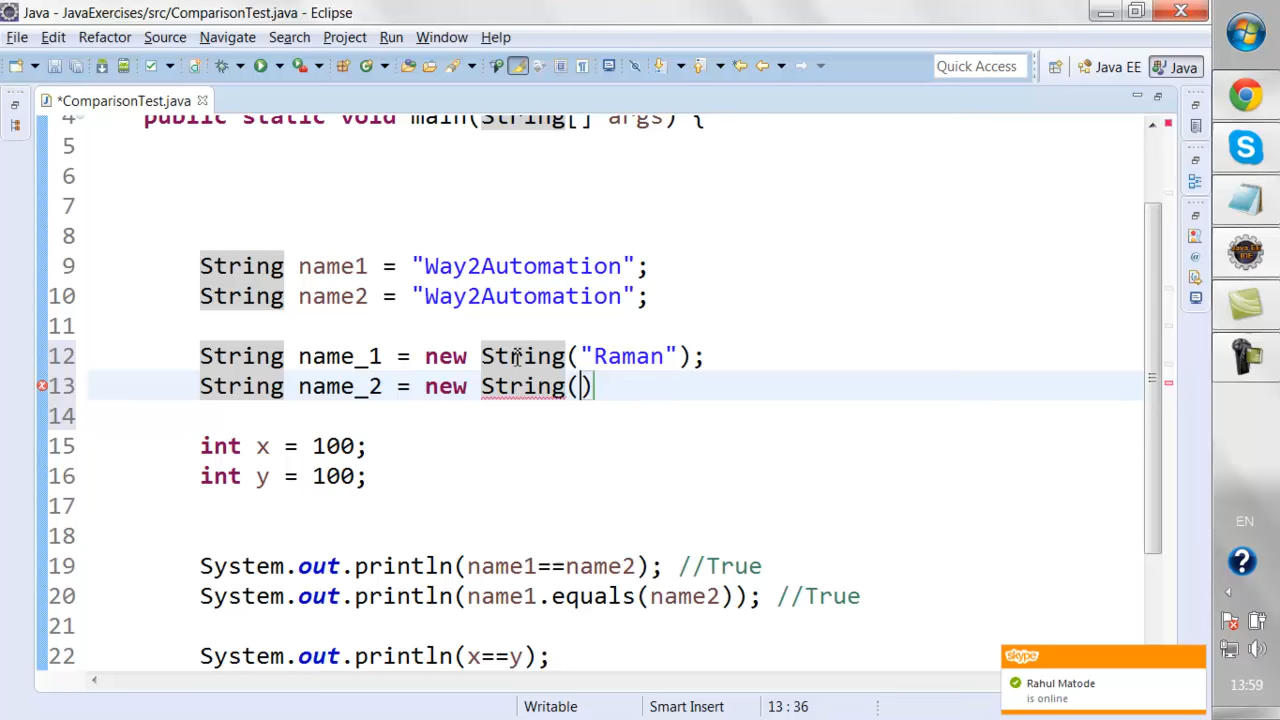 Java - JavaExercises/src/ComparisonTest.java - Eclipse
File Edit Refactor Source Navigate Search Project Run Window Help
Quick Access Java EE Java
*ComparisonTest.java
4 public static void main(String[] args) {
5
6
7
8
9 String name1 = "Way2Automation";
10 String name2 = "Way2Automation";
11
12 String name_1 = new String("Raman");
13 String name_2 = new String()
14
15 int x = 100;
16 int y = 100;
17
18
19 System.out.println(name1==name2); //True
20 System.out.println(name1.equals(name2)); //True
21
22 System.out.println(x==y);
Writable Smart Insert 13 : 36
skype
Rahul Matode
is online
Java EE
IDE
EN
13:59